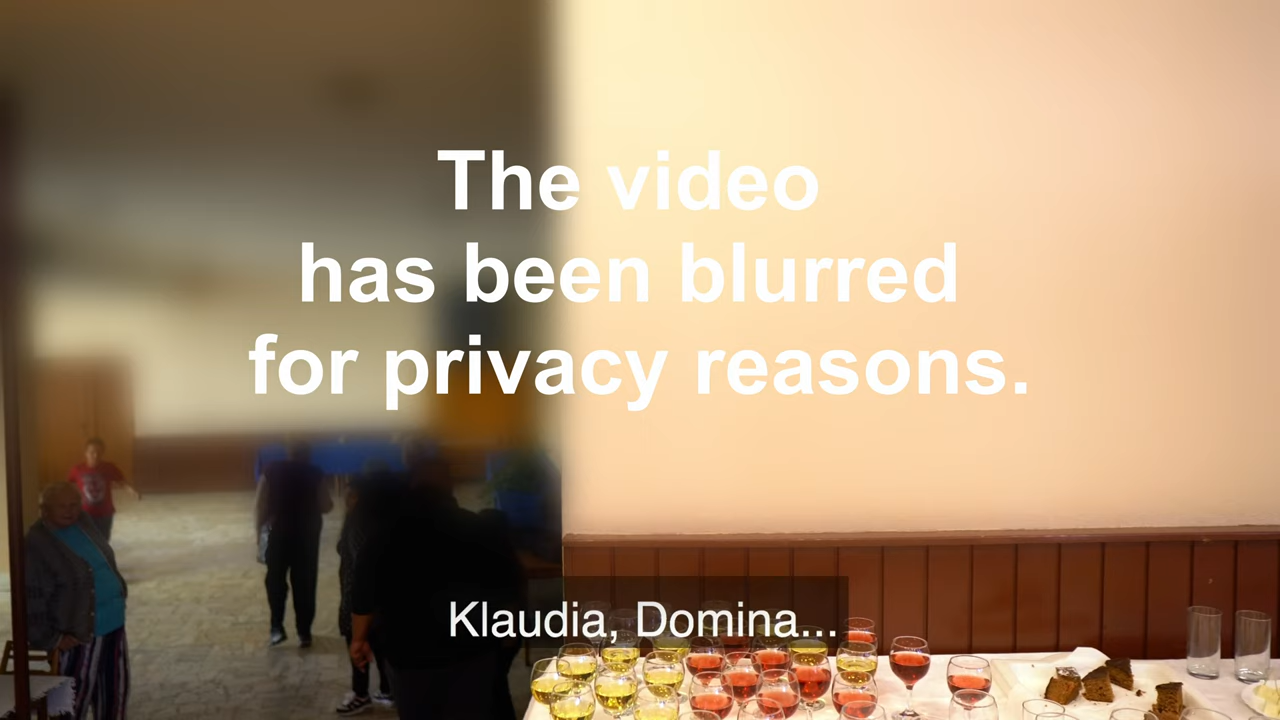 The video
has been blurred
for privacy reasons.
Klaudia, Domina...